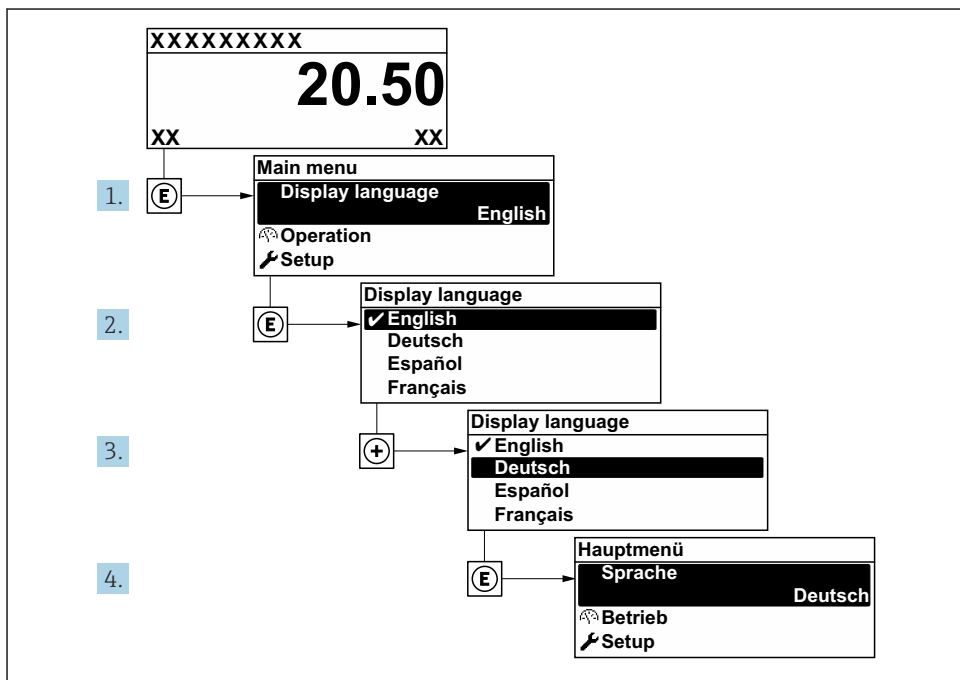 XXXXXXXXX
20.50
XX XX
1. E
Main menu
Display language
English
Operation
Setup
2. E
Display language
✔ English
Deutsch
Español
Français
3. +
Display language
✔ English
Deutsch
Español
Français
4. E
Hauptmenü
Sprache
Deutsch
Betrieb
Setup